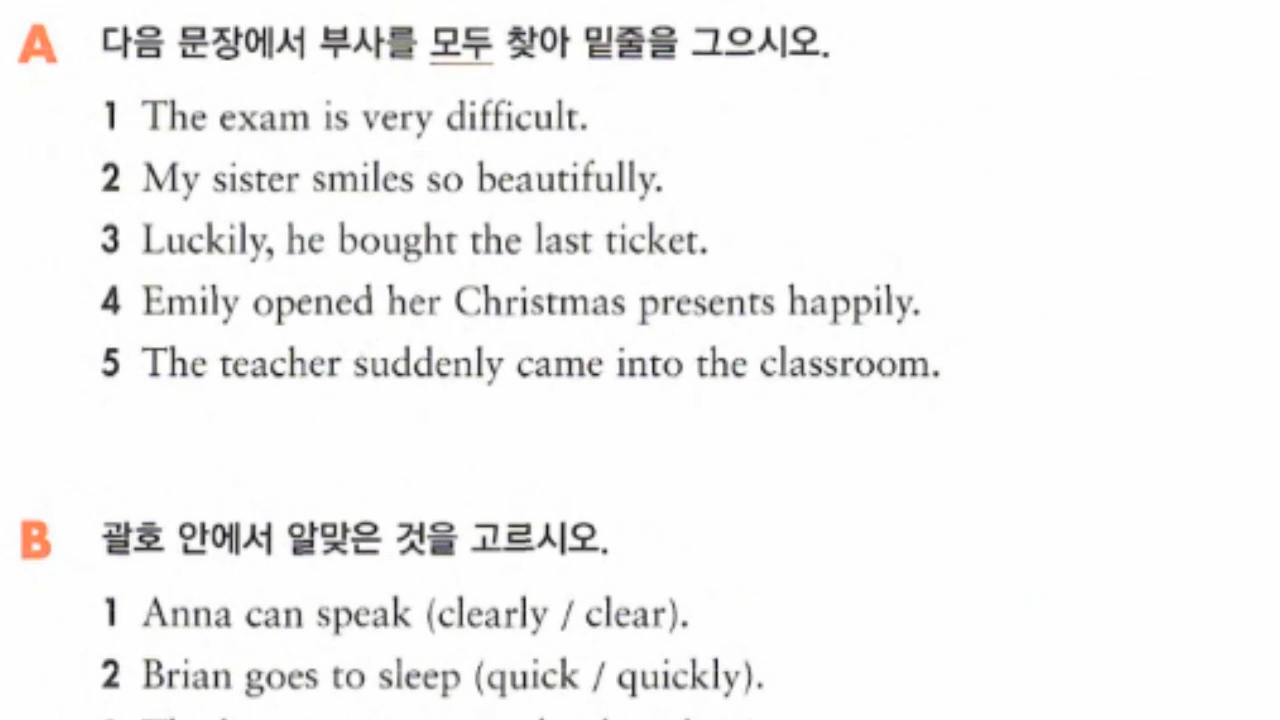 A 다음 문장에서 부사를 모두 찾아 밑줄을 그으시오.
1 The exam is very difficult.
2 My sister smiles so beautifully.
3 Luckily, he bought the last ticket.
4 Emily opened her Christmas presents happily.
5 The teacher suddenly came into the classroom.
B 괄호 안에서 알맞은 것을 고르시오.
1 Anna can speak (clearly / clear).
2 Brian goes to sleep (quick / quickly).